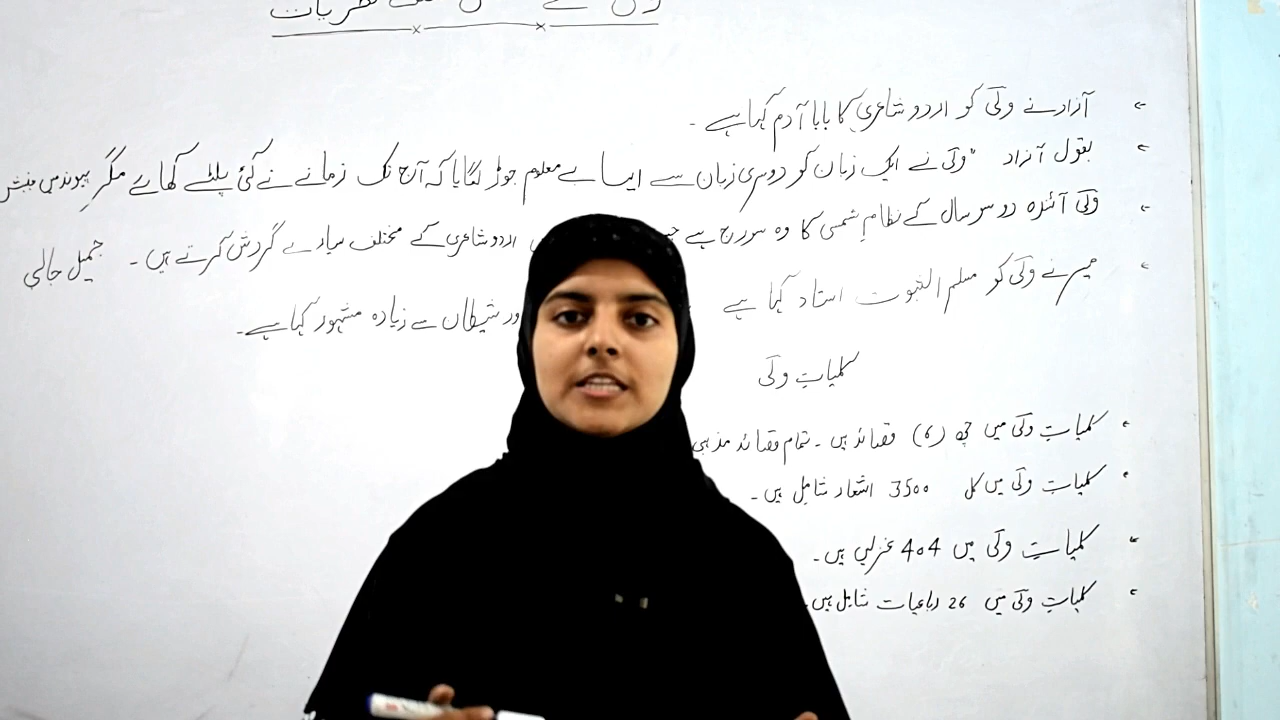 نظریات
آزاد نے ولی کو اردو شاعری کا بابا آدم کہا ہے۔
بقول آزاد "ولی نے ایک زبان کو دوسری زبان سے ایسا بے معلوم جوڑ لگایا کہ آج تک زمانے نے کئی پلٹے کھائے مگر پیوند میں جنبش
ولی آئندہ دو سو سال کے نظامِ شمسی کا وہ سورج ہے اردو شاعری کے مختلف سیارے گردش کرتے ہیں۔ جمیل جالبی
میر نے ولی کو مسلم الثبوت استاد کہا ہے اور شیطان سے زیادہ مشہور کہا ہے۔
کلیاتِ ولی
کلیاتِ ولی میں چھ (6) قصائد ہیں۔ تمام قصائد مذہبی
کلیاتِ ولی میں کل 3500 اشعار شامل ہیں۔
کلیاتِ ولی میں 404 غزلیں ہیں۔
کلیاتِ ولی میں 26 رباعیات شامل ہیں۔